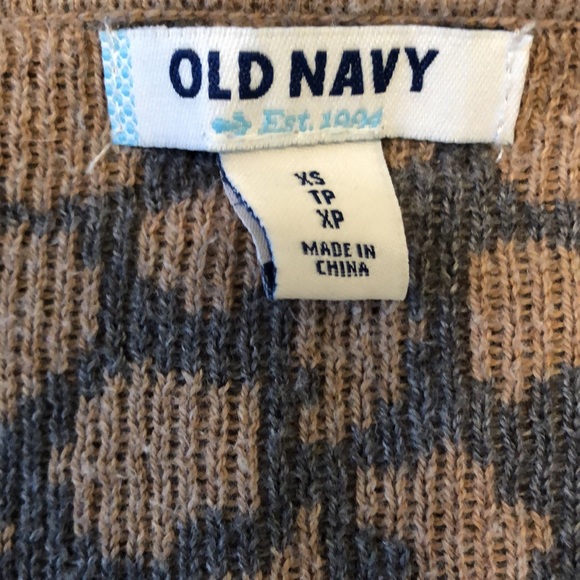 OLD NAVY
Est. 1994
XS
TP
XP
MADE IN
CHINA